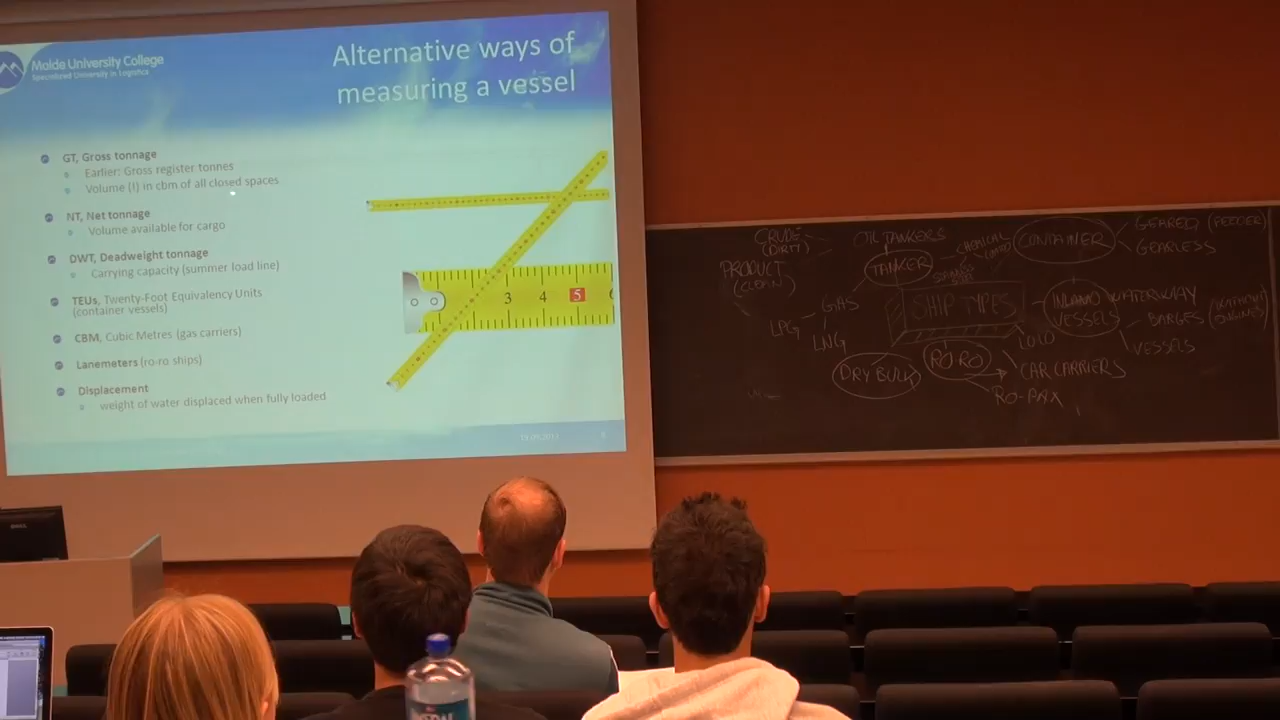 Molde University College
Specialized University in Logistics
Alternative ways of
measuring a vessel
GT, Gross tonnage
Earlier: Gross register tonnes
Volume (!) in cbm of all closed spaces
NT, Net tonnage
Volume available for cargo
DWT, Deadweight tonnage
Carrying capacity (summer load line)
TEUs, Twenty-Foot Equivalency Units
(container vessels)
CBM, Cubic Metres (gas carriers)
Lanemeters (ro-ro ships)
Displacement
weight of water displaced when fully loaded
3 4 5
CRUDE
(DIRTY)
OIL TANKERS
PRODUCT
(CLEAN)
TANKER
CHEMICAL
CONTAINER
GEARED (FEEDER)
GEARLESS
GAS
LPG
LNG
SHIP TYPES
INLAND WATERWAY
VESSELS
BARGES (WITHOUT
ENGINES)
VESSELS
LOLO
DRY BULK
RO RO
CAR CARRIERS
RO-PAX